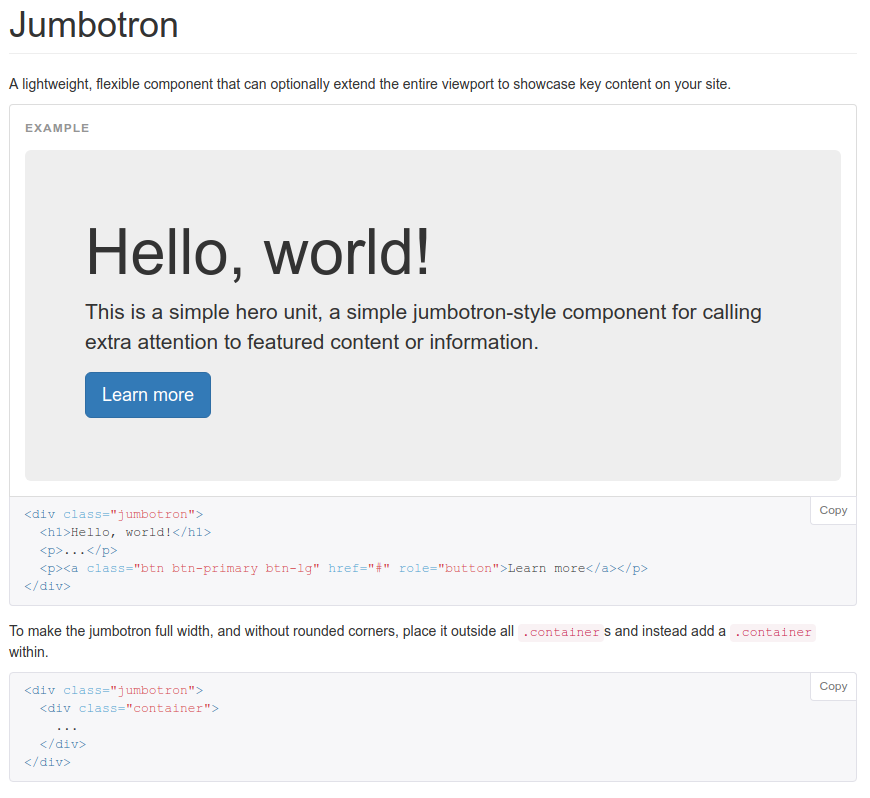 Jumbotron
A lightweight, flexible component that can optionally extend the entire viewport to showcase key content on your site.
EXAMPLE
Hello, world!
This is a simple hero unit, a simple jumbotron-style component for calling
extra attention to featured content or information.
Learn more
Copy
<div class="jumbotron">
  <h1>Hello, world!</h1>
  <p>...</p>
  <p><a class="btn btn-primary btn-lg" href="#" role="button">Learn more</a></p>
</div>
To make the jumbotron full width, and without rounded corners, place it outside all .containers and instead add a .container
within.
Copy
<div class="jumbotron">
  <div class="container">
    ...
  </div>
</div>